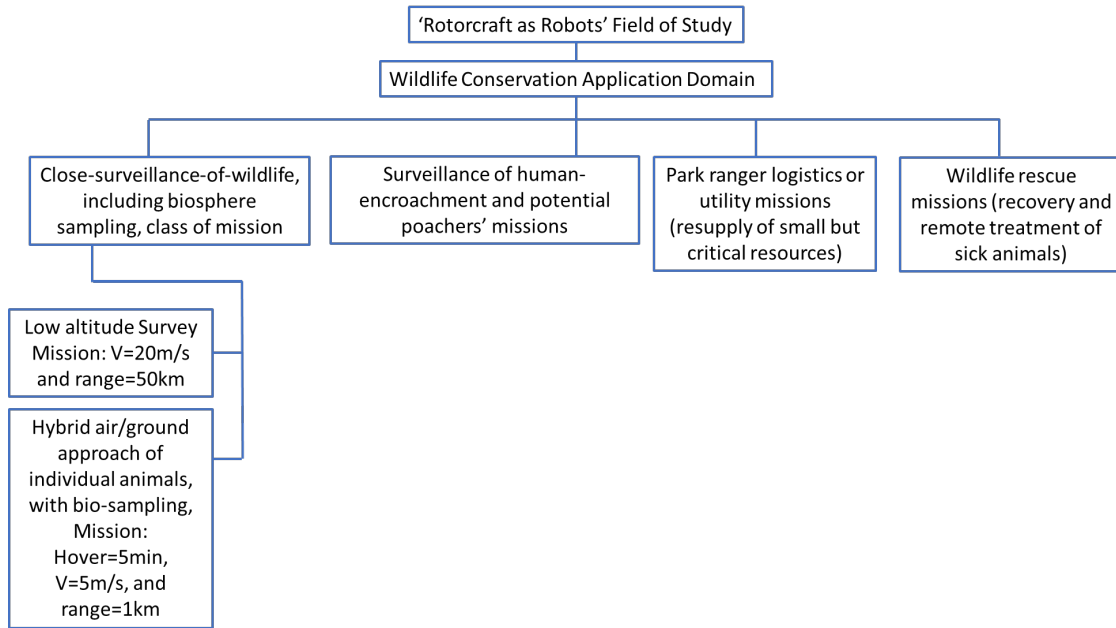 ‘Rotorcraft as Robots’ Field of Study
Wildlife Conservation Application Domain
Close-surveillance-of-wildlife,
including biosphere
sampling, class of mission
Surveillance of human-
encroachment and potential
poachers’ missions
Park ranger logistics or
utility missions
(resupply of small but
critical resources)
Wildlife rescue
missions (recovery and
remote treatment of
sick animals)
Low altitude Survey
Mission: V=20m/s
and range=50km
Hybrid air/ground
approach of
individual animals,
with bio-sampling,
Mission:
Hover=5min,
V=5m/s, and
range=1km